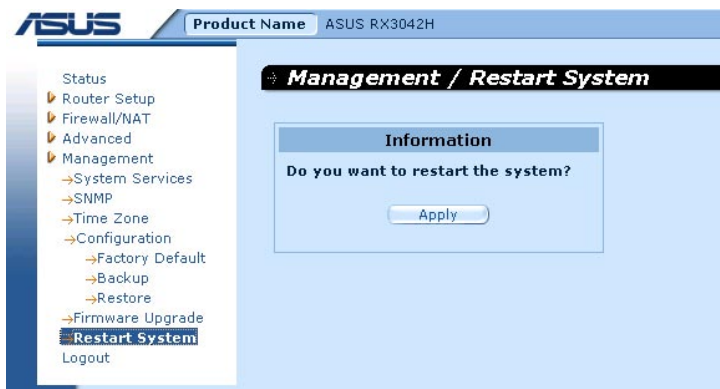 ASUS
Product Name ASUS RX3042H
Status
Router Setup
Firewall/NAT
Advanced
Management
→System Services
→SNMP
→Time Zone
→Configuration
→Factory Default
→Backup
→Restore
→Firmware Upgrade
→Restart System
Logout
Management / Restart System
Information
Do you want to restart the system?
Apply